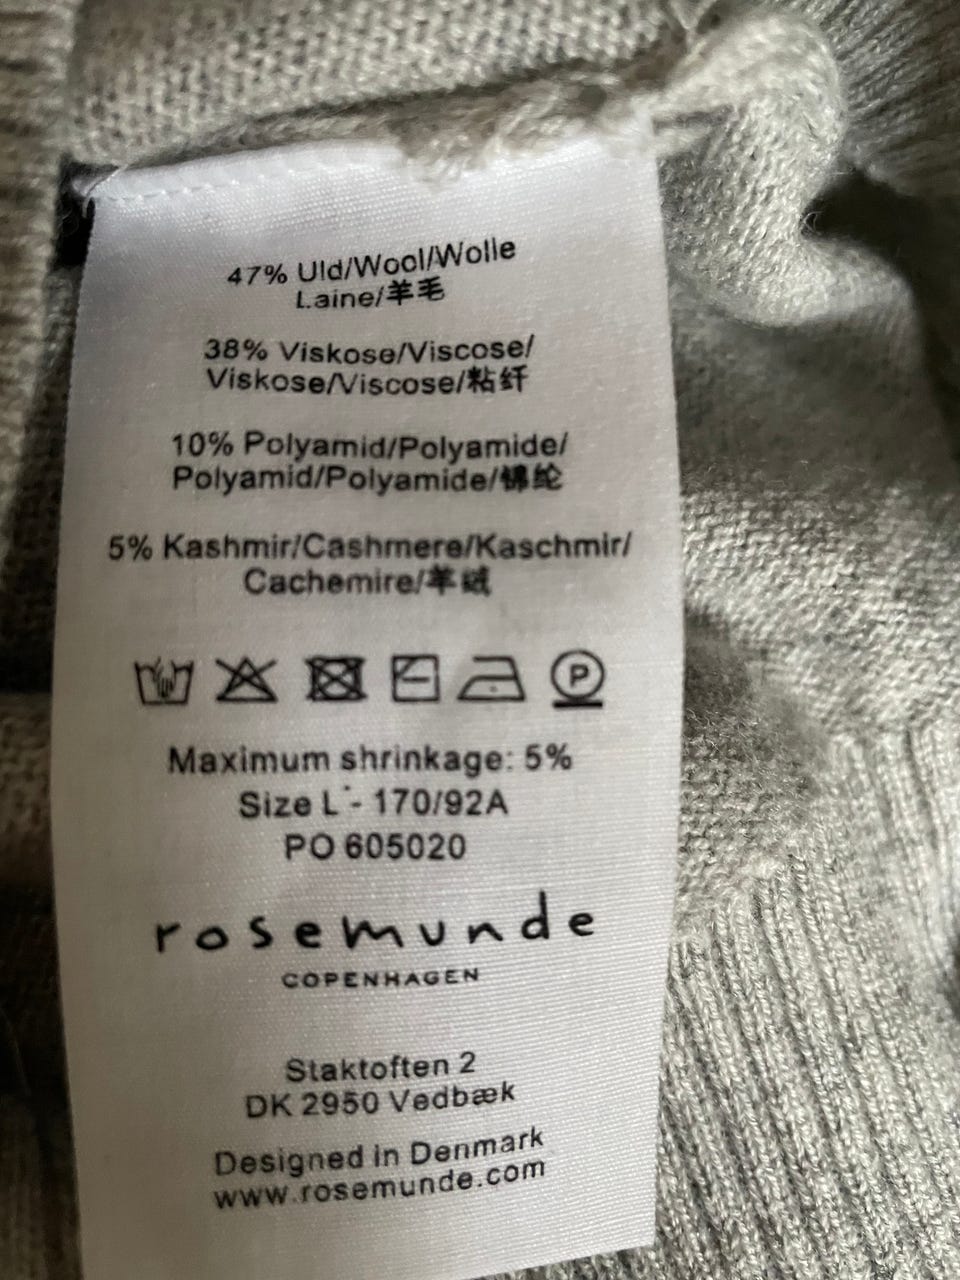 47% Uld/Wool/Wolle
Laine/羊毛
38% Viskose/Viscose/
Viskose/Viscose/粘纤
10% Polyamid/Polyamide/
Polyamid/Polyamide/锦纶
5% Kashmir/Cashmere/Kaschmir/
Cachemire/羊绒
P
Maximum shrinkage: 5%
Size L - 170/92A
PO 605020
rosemunde
COPENHAGEN
Staktoften 2
DK 2950 Vedbæk
Designed in Denmark
www.rosemunde.com